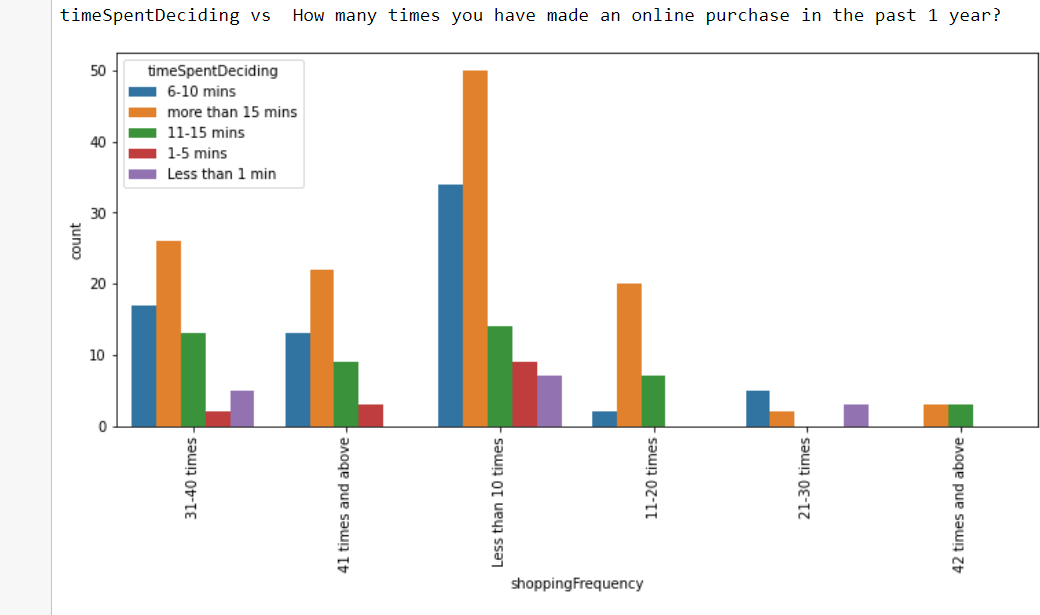 timeSpentDeciding vs  How many times you have made an online purchase in the past 1 year?
timeSpentDeciding
6-10 mins
more than 15 mins
11-15 mins
1-5 mins
Less than 1 min
50
40
30
20
10
0
count
31-40 times
41 times and above
Less than 10 times
11-20 times
21-30 times
42 times and above
shoppingFrequency